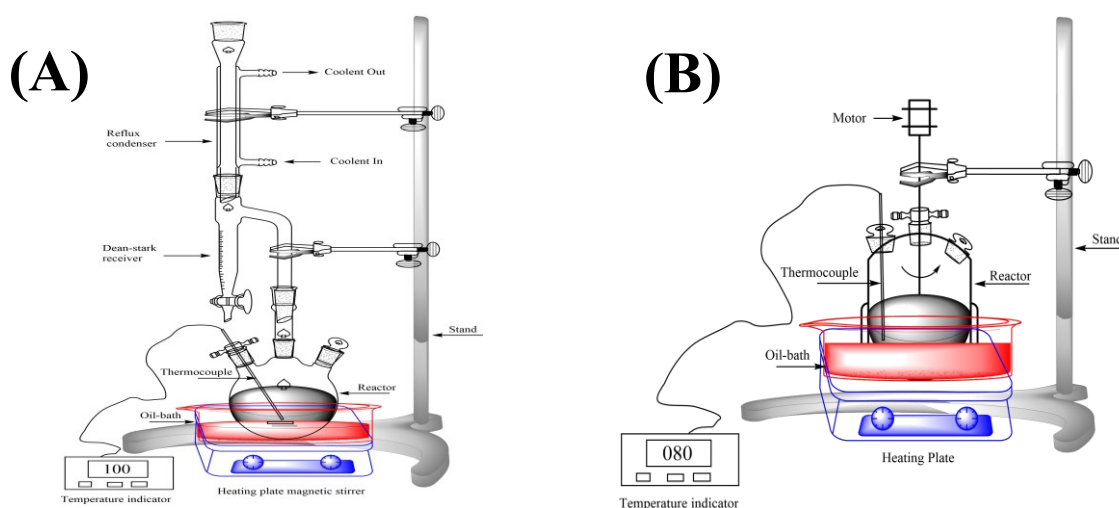 (A)
Coolent Out
Reflux
condenser
Coolent In
Dean-stark
receiver
Stand
Thermocouple
Reactor
Oil-bath
100
Heating plate magnetic stirrer
Temperature indicator
(B)
Motor
Stand
Thermocouple
Reactor
Oil-bath
080
Heating Plate
Temperature indicator